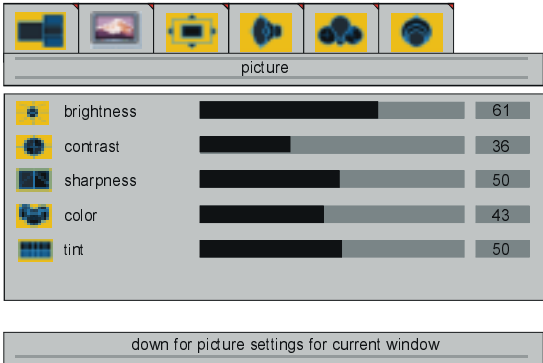 picture
brightness 61
contrast 36
sharpness 50
color 43
tint 50
down for picture settings for current window